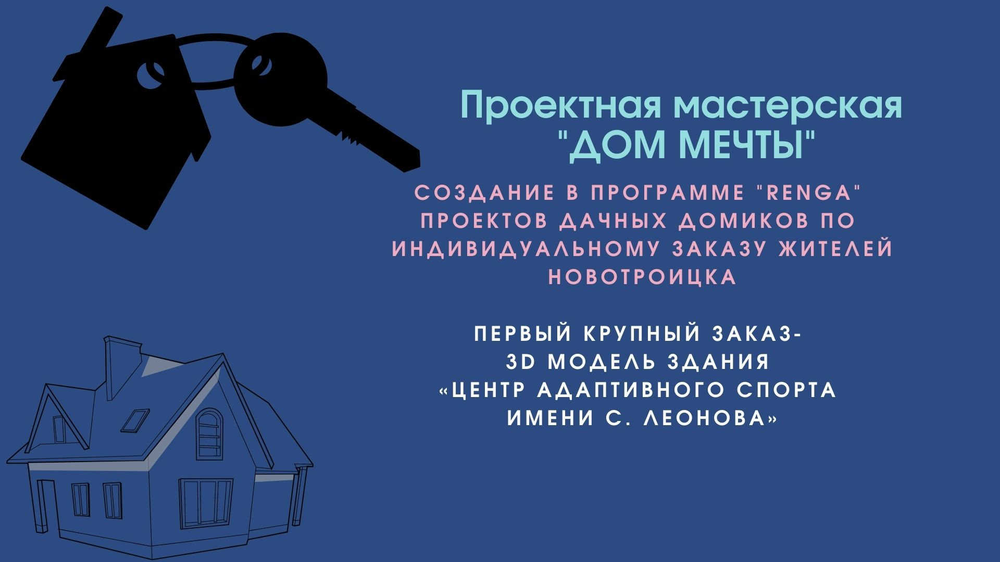 Проектная мастерская
"ДОМ МЕЧТЫ"
СОЗДАНИЕ В ПРОГРАММЕ "RENGA"
ПРОЕКТОВ ДАЧНЫХ ДОМИКОВ ПО
ИНДИВИДУАЛЬНОМУ ЗАКАЗУ ЖИТЕЛЕЙ
НОВОТРОИЦКА
ПЕРВЫЙ КРУПНЫЙ ЗАКАЗ-
3D МОДЕЛЬ ЗДАНИЯ
«ЦЕНТР АДАПТИВНОГО СПОРТА
ИМЕНИ С. ЛЕОНОВА»